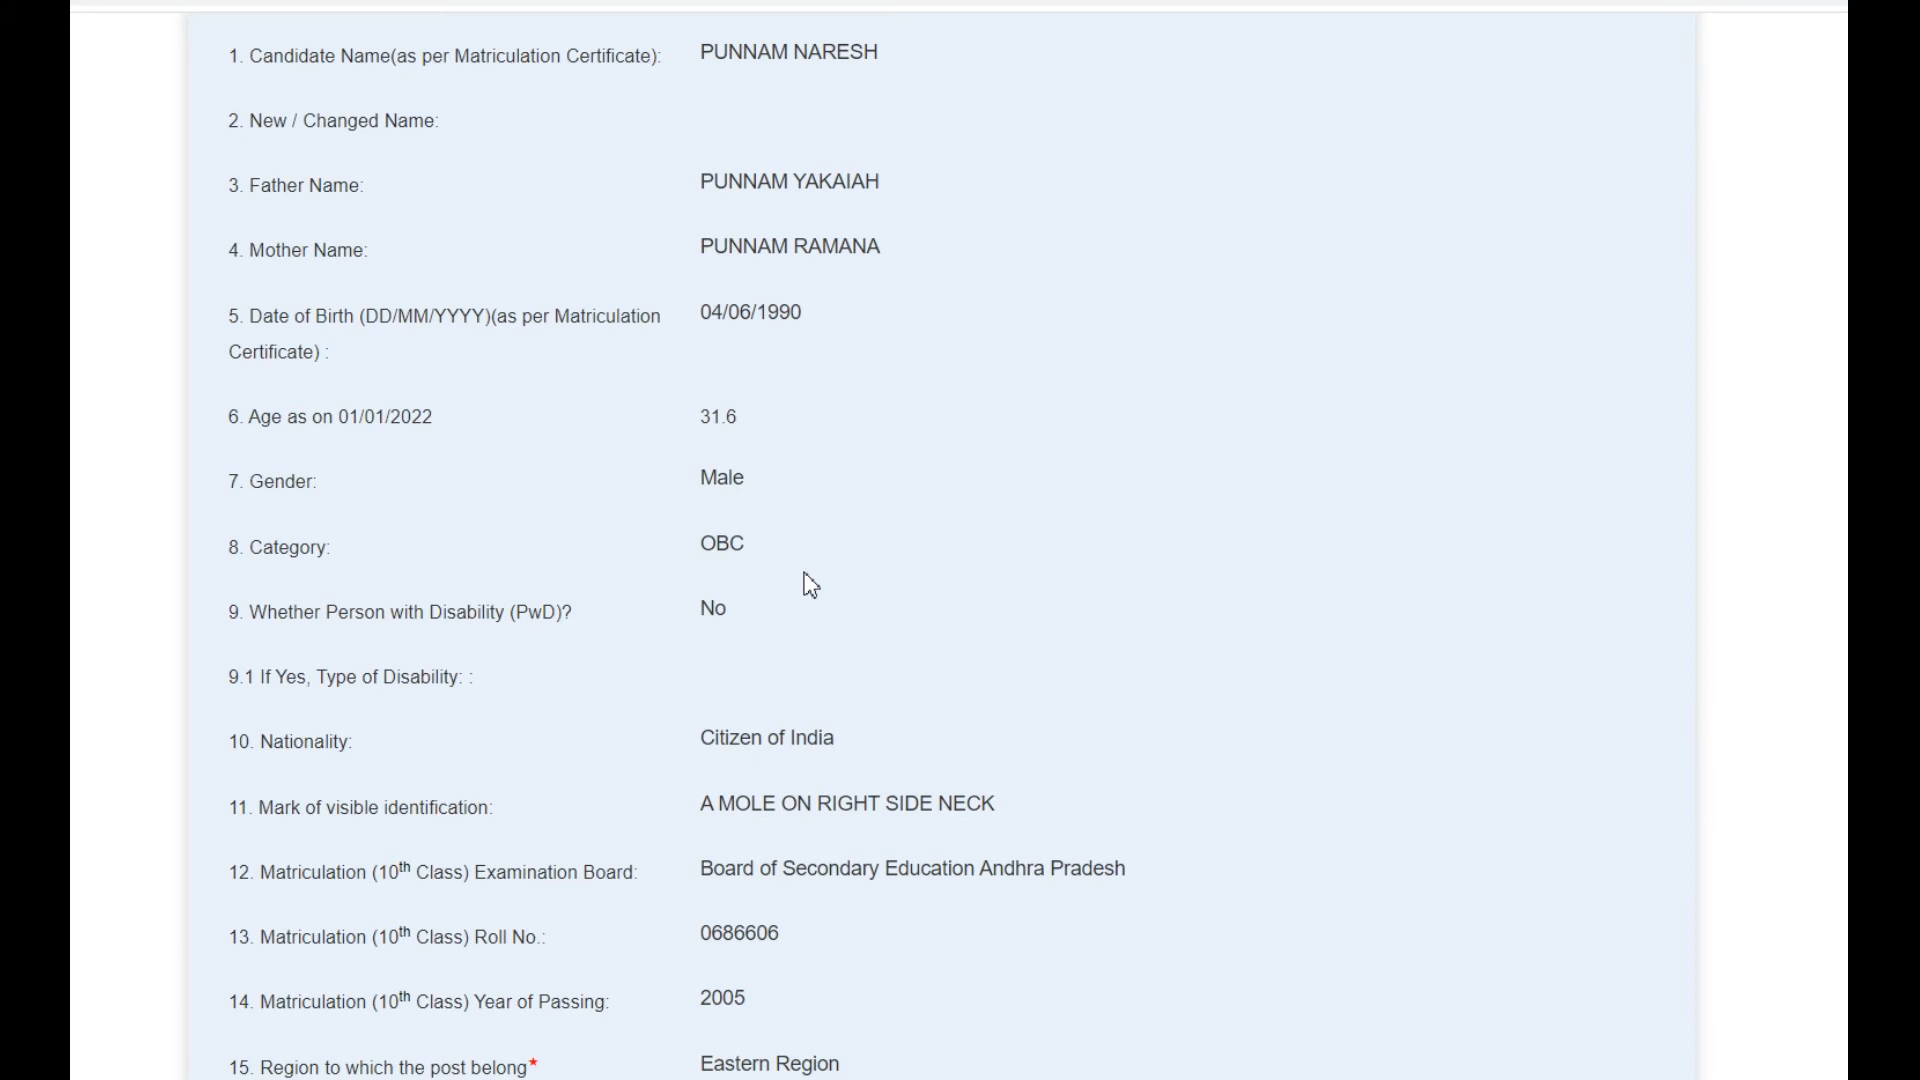 1. Candidate Name(as per Matriculation Certificate): PUNNAM NARESH
2. New / Changed Name:
3. Father Name: PUNNAM YAKAIAH
4. Mother Name: PUNNAM RAMANA
5. Date of Birth (DD/MM/YYYY)(as per Matriculation 04/06/1990
Certificate) :
6. Age as on 01/01/2022 31.6
7. Gender: Male
8. Category: OBC
9. Whether Person with Disability (PwD)? No
9.1 If Yes, Type of Disability: :
10. Nationality: Citizen of India
11. Mark of visible identification: A MOLE ON RIGHT SIDE NECK
12. Matriculation (10th Class) Examination Board: Board of Secondary Education Andhra Pradesh
13. Matriculation (10th Class) Roll No.: 0686606
14. Matriculation (10th Class) Year of Passing: 2005
15. Region to which the post belong* Eastern Region